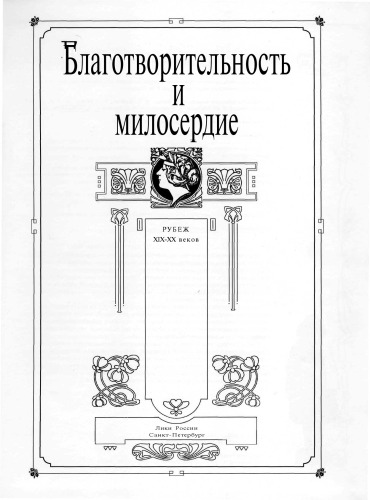 Благотворительность
и
милосердие
РУБЕЖ
XIX-XX веков
Лики России
Санкт-Петербург